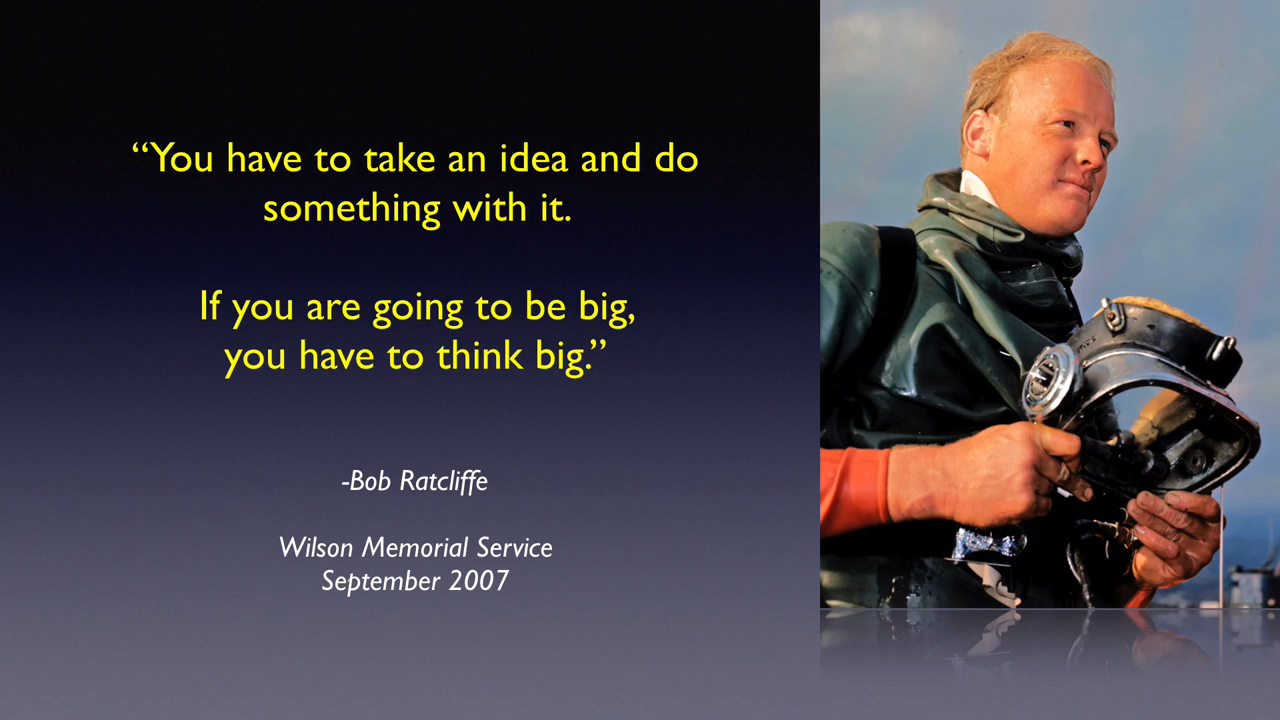 “You have to take an idea and do
something with it.
If you are going to be big,
you have to think big.”
-Bob Ratcliffe
Wilson Memorial Service
September 2007